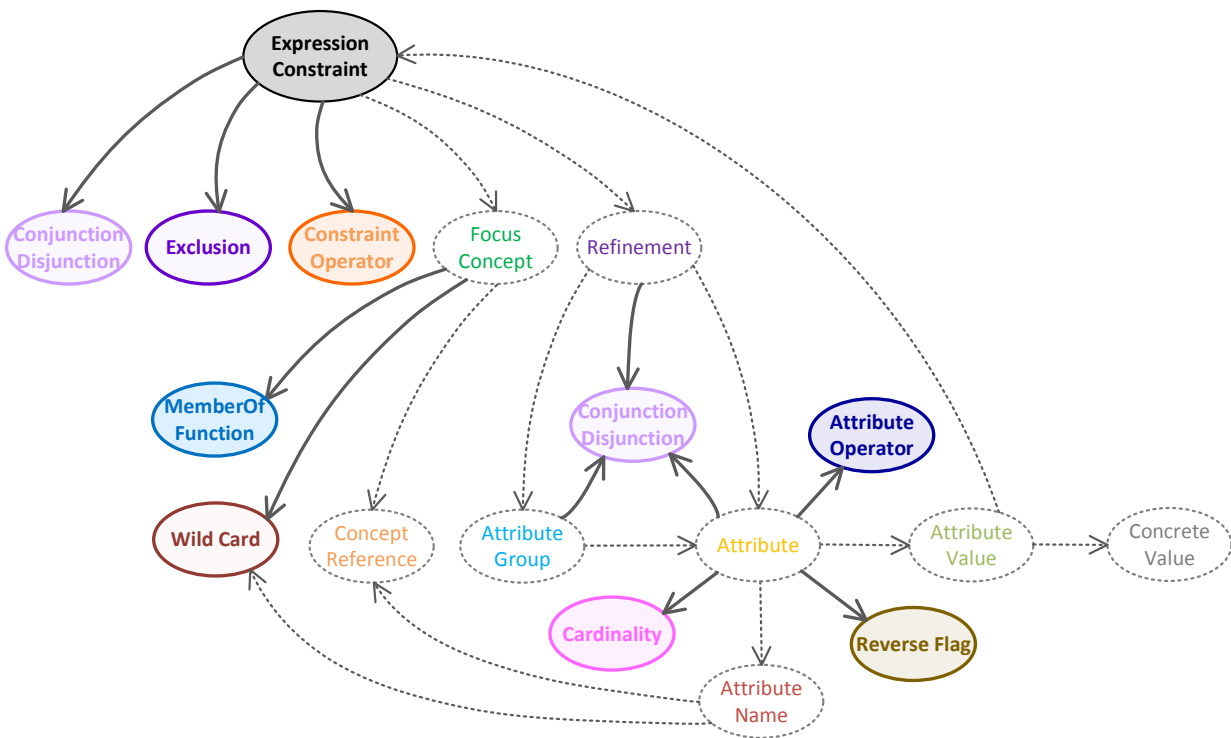 Expression
Constraint
Conjunction
Disjunction
Exclusion
Constraint
Operator
Focus
Concept
Refinement
MemberOf
Function
Conjunction
Disjunction
Attribute
Operator
Wild Card
Concept
Reference
Attribute
Group
Attribute
Attribute
Value
Concrete
Value
Cardinality
Reverse Flag
Attribute
Name